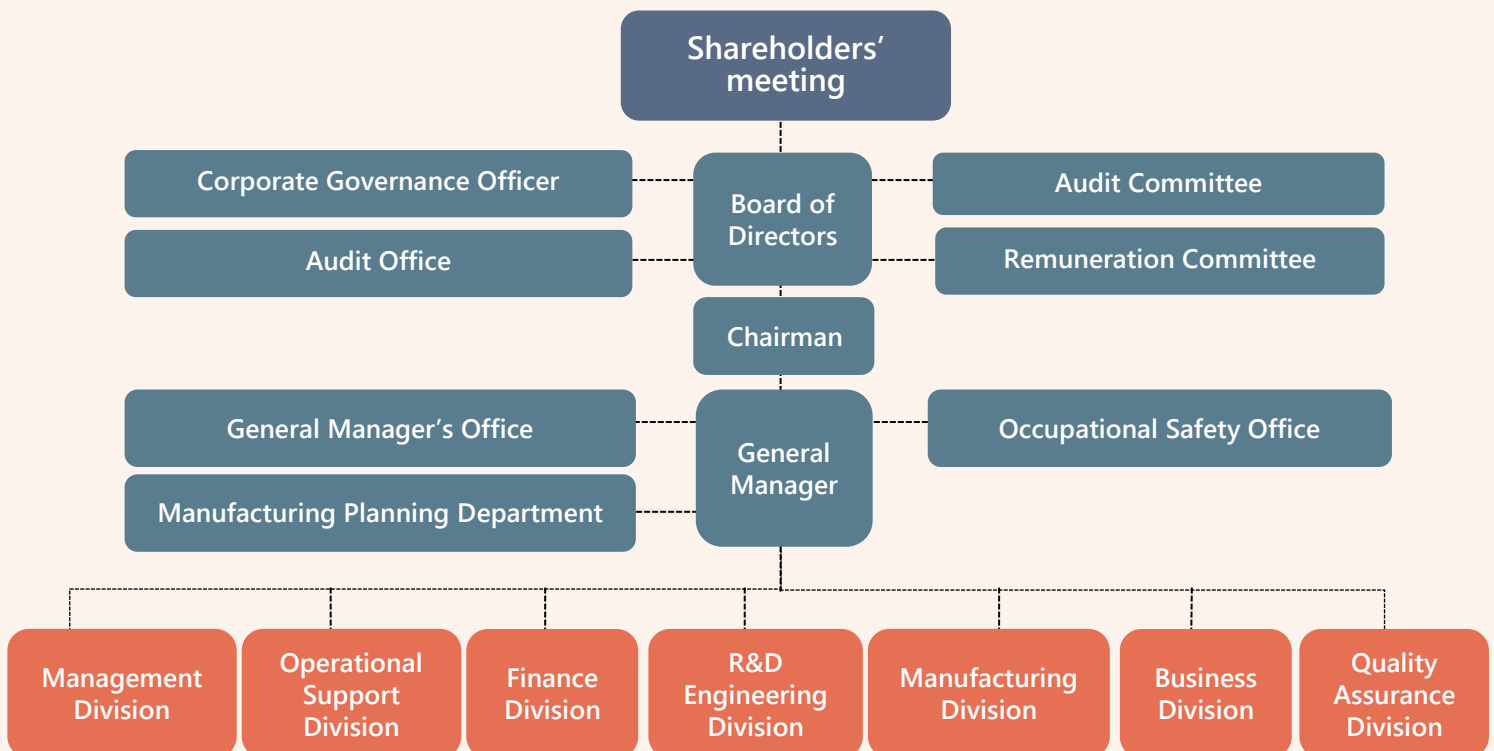 Shareholders’
meeting
Corporate Governance Officer
Audit Office
Board of
Directors
Audit Committee
Remuneration Committee
Chairman
General Manager’s Office
Manufacturing Planning Department
General
Manager
Occupational Safety Office
Management
Division
Operational
Support
Division
Finance
Division
R&D
Engineering
Division
Manufacturing
Division
Business
Division
Quality
Assurance
Division